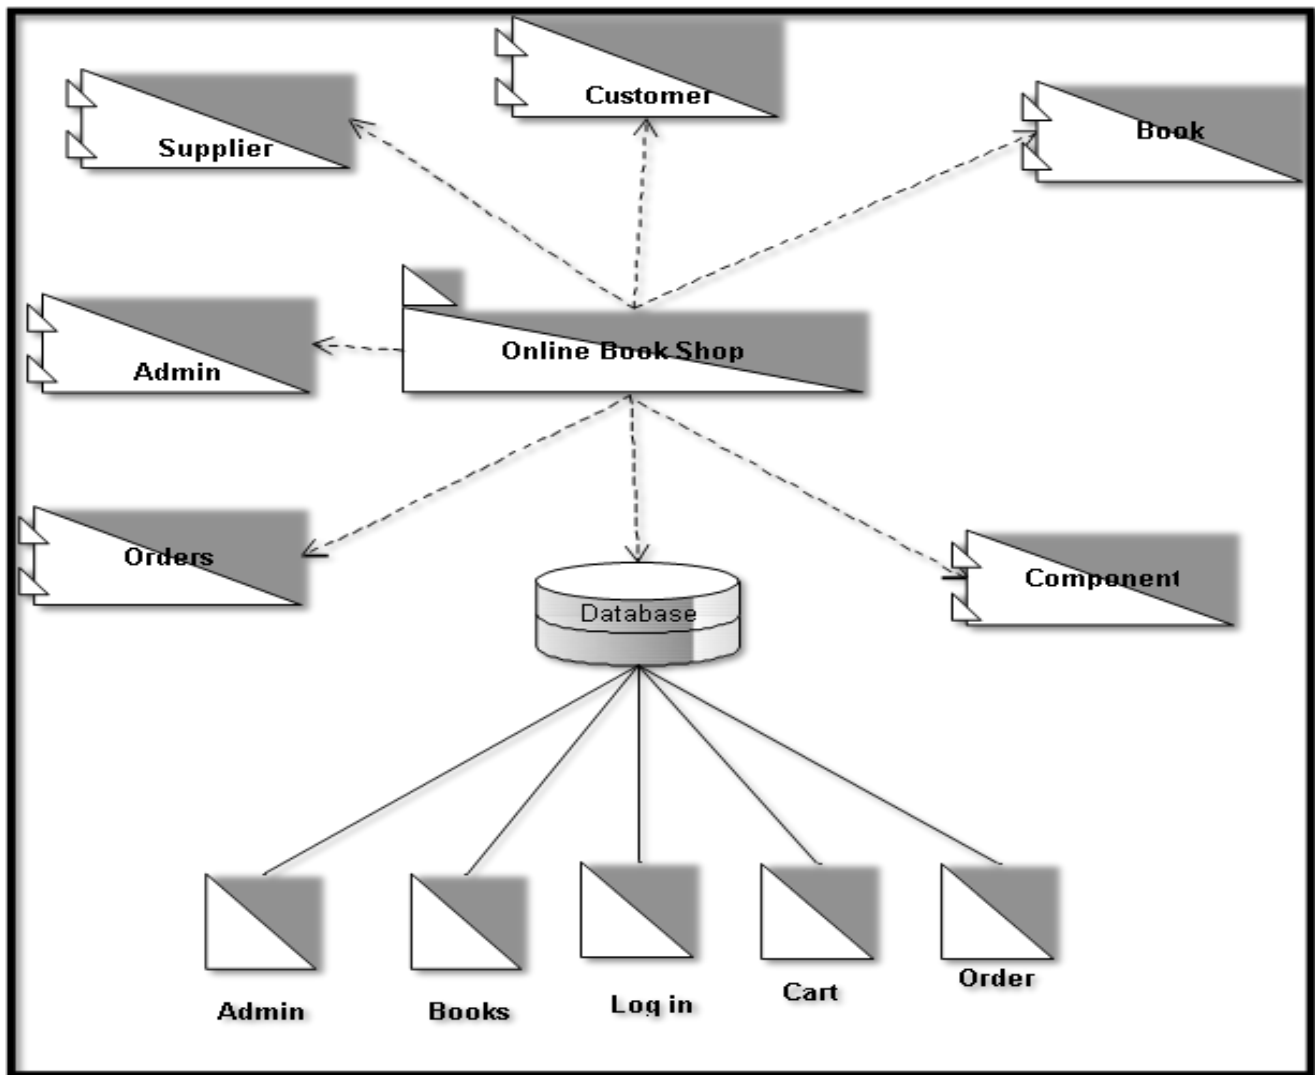 Customer
Supplier
Book
Online Book Shop
Admin
Orders
Component
Database
Admin
Books
Log in
Cart
Order